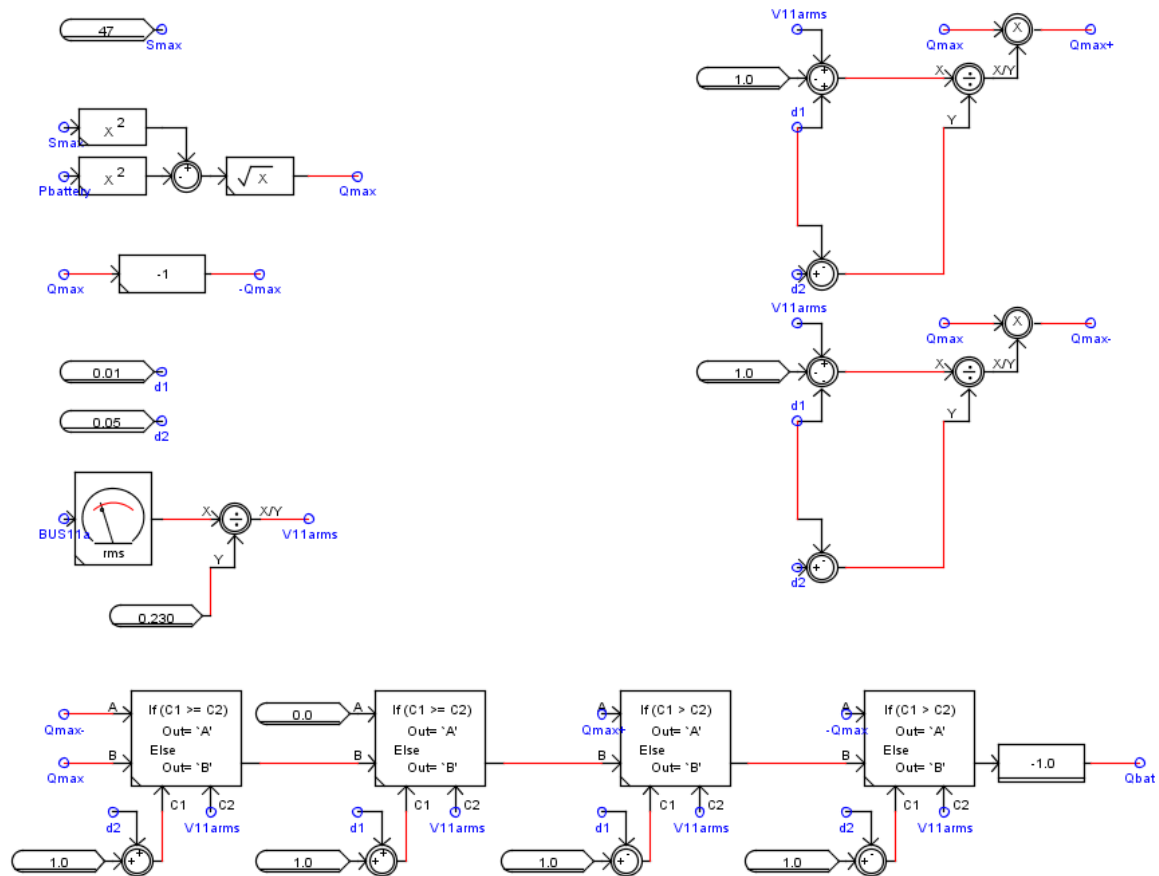 47
Smax
X 2
Smax
X 2
Pbattery
+
-
√X
Qmax
Qmax
-1
-Qmax
0.01
d1
0.05
d2
BUS11a
rms
X
÷
X/Y
Y
V11arms
0.230
V11arms
1.0
+
-
+
d1
X
÷
X/Y
Y
Qmax
X
Qmax+
d2
+
-
V11arms
1.0
+
-
-
d1
X
÷
X/Y
Y
Qmax
X
Qmax-
d2
+
-
A
Qmax-
B
Qmax
If (C1 >= C2)
Out= `A'
Else
Out= `B'
C1
C2
d2
V11arms
1.0
+
+
0.0
A
B
If (C1 >= C2)
Out= `A'
Else
Out= `B'
C1
C2
d1
V11arms
1.0
+
+
A
Qmax+
B
If (C1 > C2)
Out= `A'
Else
Out= `B'
C1
C2
d1
V11arms
1.0
+
-
A
-Qmax
B
If (C1 > C2)
Out= `A'
Else
Out= `B'
C1
C2
d2
V11arms
1.0
+
-
-1.0
Qbat